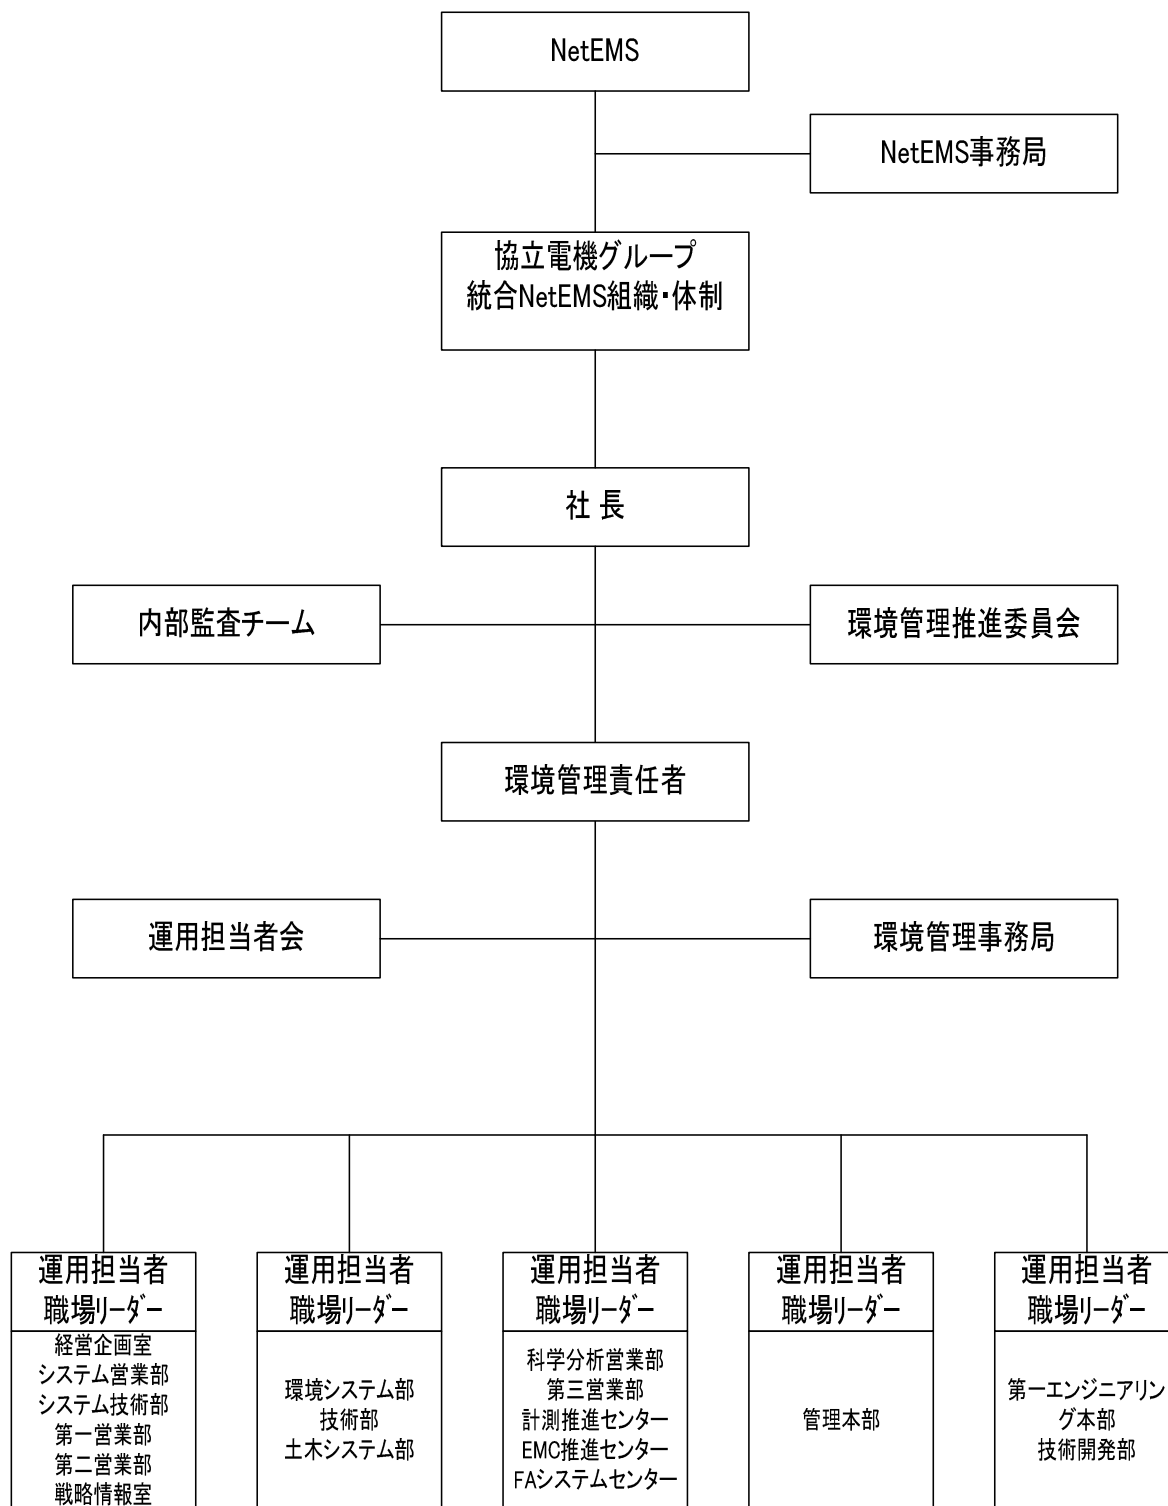 NetEMS
NetEMS事務局
協立電機グループ
統合NetEMS組織・体制
社 長
内部監査チーム
環境管理推進委員会
環境管理責任者
運用担当者会
環境管理事務局
運用担当者
職場リーダー
経営企画室
システム営業部
システム技術部
第一営業部
第二営業部
戦略情報室
運用担当者
職場リーダー
環境システム部
技術部
土木システム部
運用担当者
職場リーダー
科学分析営業部
第三営業部
計測推進センター
EMC推進センター
FAシステムセンター
運用担当者
職場リーダー
管理本部
運用担当者
職場リーダー
第一エンジニアリン
グ本部
技術開発部